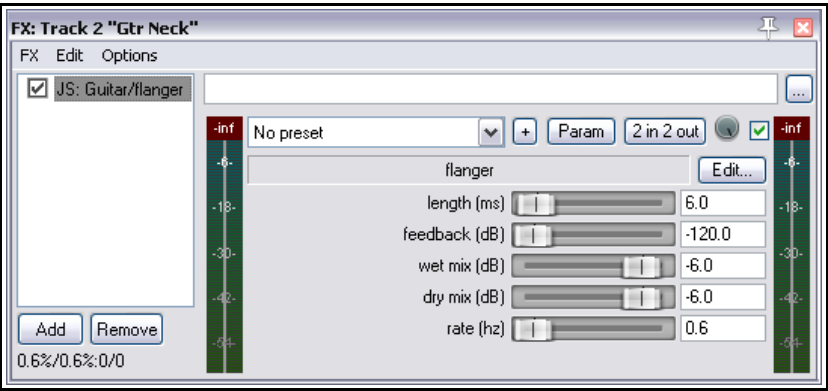 FX: Track 2 "Gtr Neck"
FX Edit Options
JS: Guitar/flanger
...
-inf No preset + Param 2 in 2 out -inf
-6- flanger Edit... -6-
-18- length (ms) 6.0 -18-
feedback (dB) -120.0
-30- wet mix (dB) -6.0 -30-
-42- dry mix (dB) -6.0 -42-
Add Remove -54- rate (hz) 0.6 -54-
0.6%/0.6%:0/0